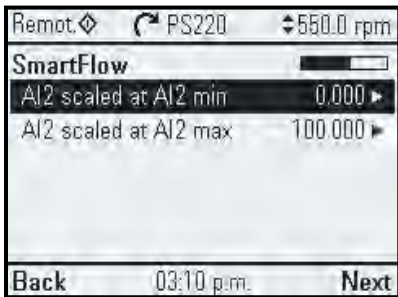 Remot. PS220 550.0 rpm
SmartFlow
AI2 scaled at AI2 min 0.000
AI2 scaled at AI2 max 100.000
Back 03:10 p.m. Next